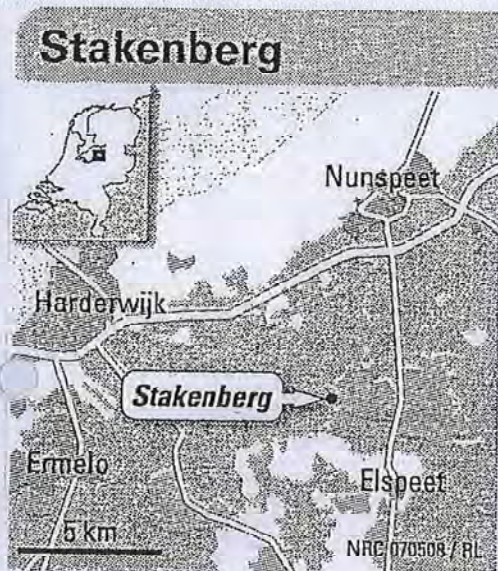 Stakenberg
Nunspeet
Harderwijk
Stakenberg
Ermelo
Elspeet
5 km
NRC 070508 / RL